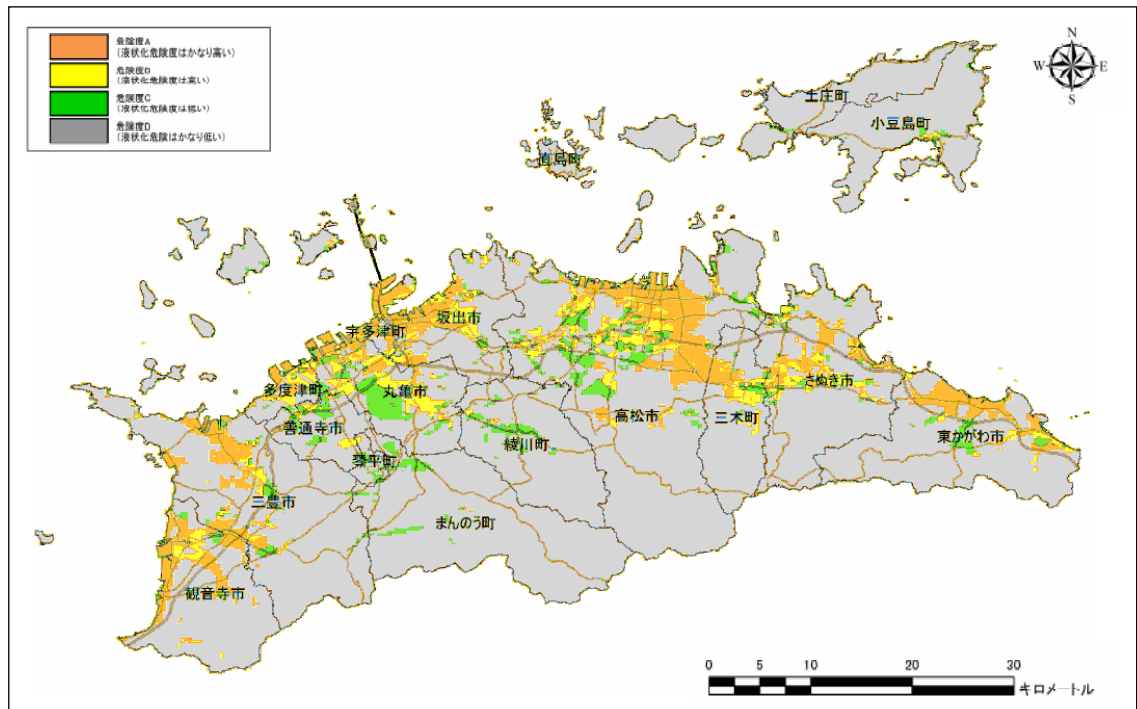 危険度A
(液状化危険度はかなり高い)
危険度B
(液状化危険度は高い)
危険度C
(液状化危険度は低い)
危険度D
(液状化危険はかなり低い)
N
W E
S
土庄町
小豆島町
直島町
坂出市
宇多津町
多度津町
丸亀市
さぬき市
善通寺市
高松市
三木町
綾川町
東かがわ市
琴平町
三豊市
まんのう町
観音寺市
0 5 10 20 30
キロメートル